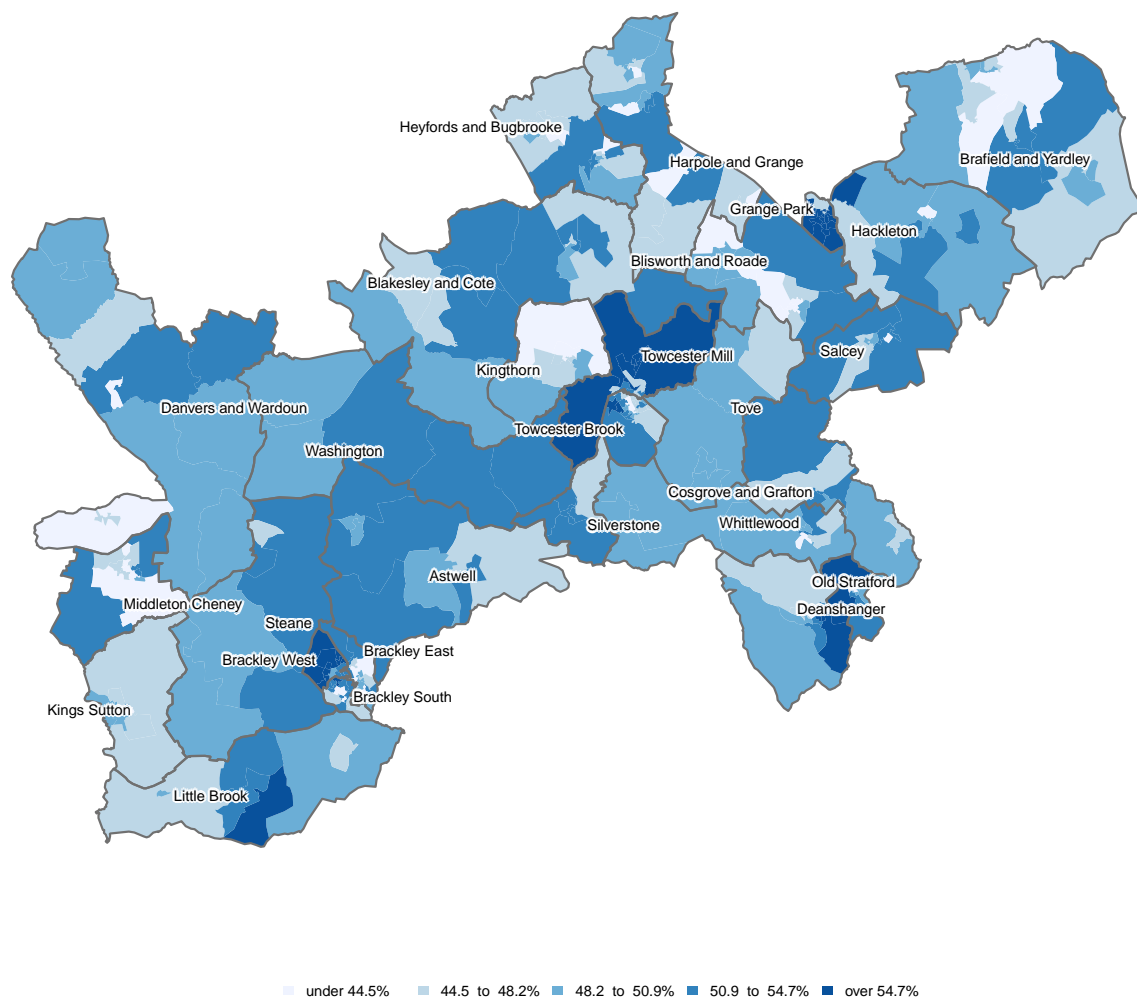 Heyfords and Bugbrooke
Harpole and Grange
Brafield and Yardley
Grange Park
Hackleton
Blisworth and Roade
Blakesley and Cote
Salcey
Towcester Mill
Kingthorn
Danvers and Wardoun
Tove
Towcester Brook
Washington
Cosgrove and Grafton
Silverstone
Whittlewood
Astwell
Old Stratford
Middleton Cheney
Deanshanger
Steane
Brackley East
Brackley West
Brackley South
Kings Sutton
Little Brook
under 44.5% 44.5 to 48.2% 48.2 to 50.9% 50.9 to 54.7% over 54.7%